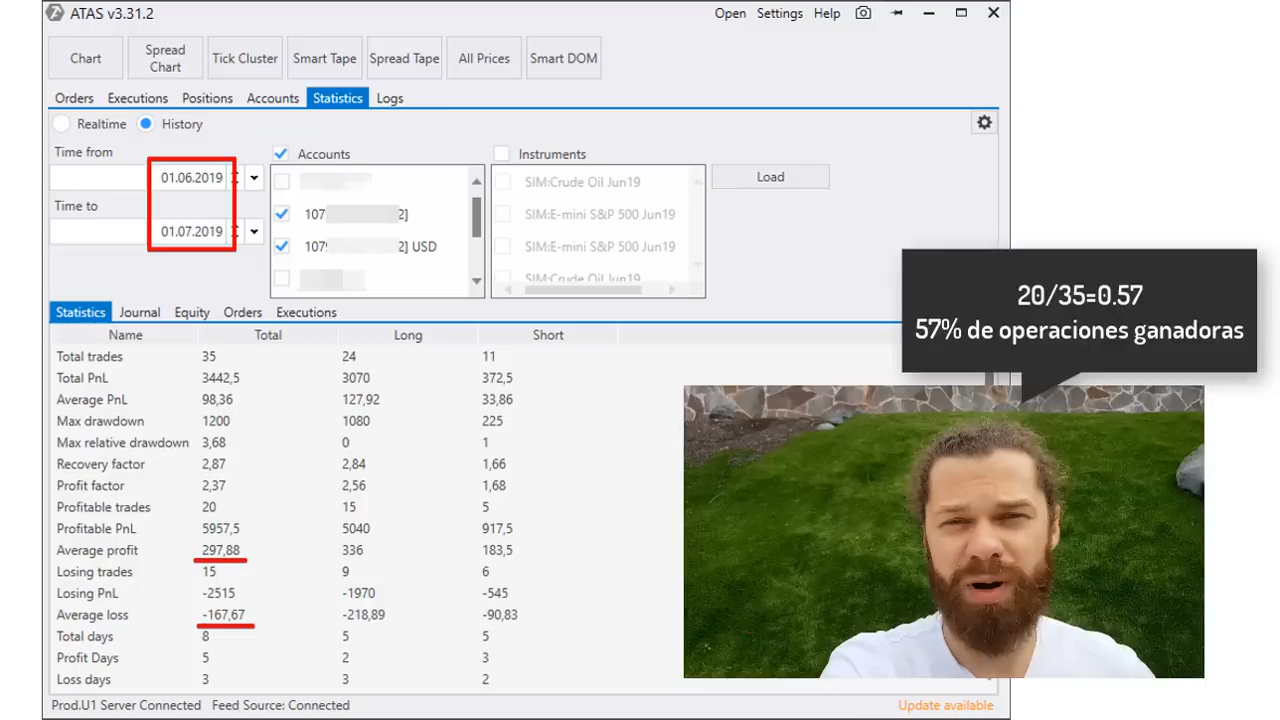 ATAS v3.31.2
Open Settings Help
Chart
Spread Chart
Tick Cluster
Smart Tape
Spread Tape
All Prices
Smart DOM
Orders Executions Positions Accounts Statistics Logs
Realtime History
Time from
01.06.2019
Time to
01.07.2019
Accounts
107 2]
107 2] USD
Instruments
SIM:Crude Oil Jun19
SIM:E-mini S&P 500 Jun19
SIM:E-mini S&P 500 Jun19
SIM:Crude Oil Jun19
Load
20/35=0.57
57% de operaciones ganadoras
Statistics Journal Equity Orders Executions
Name Total Long Short
Total trades 35 24 11
Total PnL 3442,5 3070 372,5
Average PnL 98,36 127,92 33,86
Max drawdown 1200 1080 225
Max relative drawdown 3,68 0 1
Recovery factor 2,87 2,84 1,66
Profit factor 2,37 2,56 1,68
Profitable trades 20 15 5
Profitable PnL 5957,5 5040 917,5
Average profit 297,88 336 183,5
Losing trades 15 9 6
Losing PnL -2515 -1970 -545
Average loss -167,67 -218,89 -90,83
Total days 8 5 5
Profit Days 5 2 3
Loss days 3 3 2
Prod.U1 Server Connected Feed Source: Connected
Update available